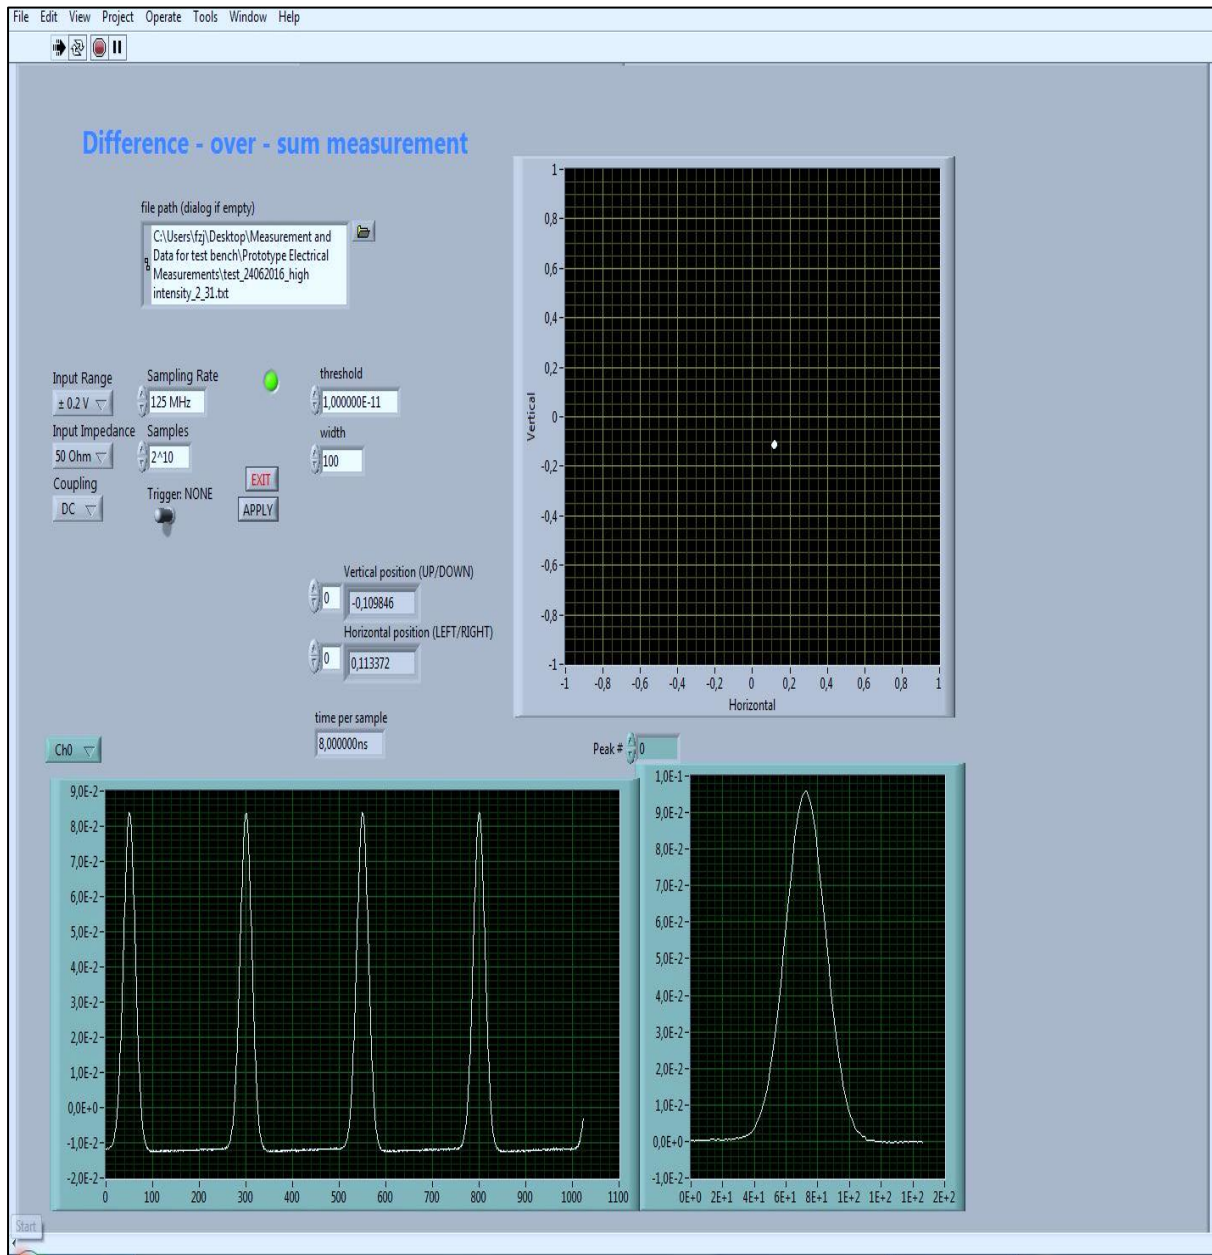 File Edit View Project Operate Tools Window Help
Difference - over - sum measurement
file path (dialog if empty)
C:\Users\fzj\Desktop\Measurement and
Data for test bench\Prototype Electrical
Measurements\test_24062016_high
intensity_2_31.txt
Input Range
± 0.2 V
Sampling Rate
125 MHz
threshold
1,000000E-11
Input Impedance
50 Ohm
Samples
2^10
width
100
Coupling
DC
Trigger: NONE
EXIT
APPLY
Vertical position (UP/DOWN)
0
-0,109846
Horizontal position (LEFT/RIGHT)
0
0,113372
time per sample
8,000000ns
Vertical
1
0,8
0,6
0,4
0,2
0
-0,2
-0,4
-0,6
-0,8
-1
-1 -0,8 -0,6 -0,4 -0,2 0 0,2 0,4 0,6 0,8 1
Horizontal
Ch0
Peak # 0
9,0E-2
8,0E-2
7,0E-2
6,0E-2
5,0E-2
4,0E-2
3,0E-2
2,0E-2
1,0E-2
0,0E+0
-1,0E-2
-2,0E-2
0 100 200 300 400 500 600 700 800 900 1000 1100
1,0E-1
9,0E-2
8,0E-2
7,0E-2
6,0E-2
5,0E-2
4,0E-2
3,0E-2
2,0E-2
1,0E-2
0,0E+0
-1,0E-2
0E+0 2E+1 4E+1 6E+1 8E+1 1E+2 1E+2 1E+2 2E+2
Start